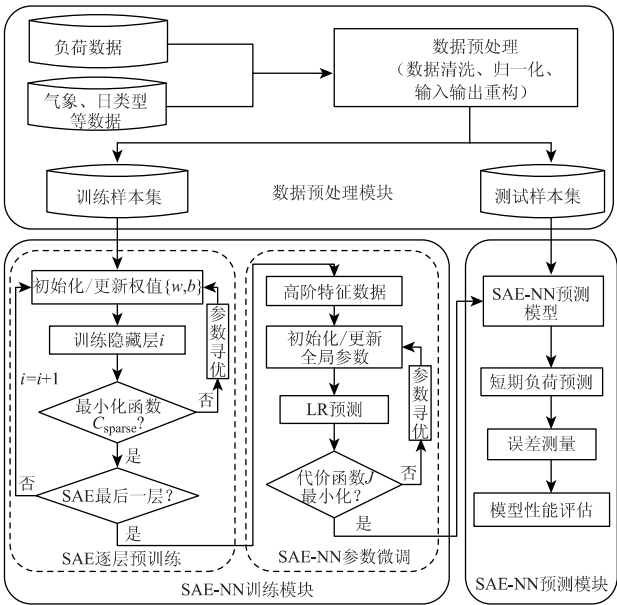 负荷数据
气象、日类型
等数据
数据预处理
（数据清洗、归一化、
输入输出重构）
训练样本集
数据预处理模块
测试样本集
初始化/更新权值{w,b}
训练隐藏层i
参数寻优
i=i+1
最小化函数
C_sparse?
否
是
否
SAE最后一层?
是
SAE逐层预训练
高阶特征数据
初始化/更新
全局参数
LR预测
参数寻优
代价函数J
最小化?
否
是
SAE-NN参数微调
SAE-NN训练模块
SAE-NN预测
模型
短期负荷预测
误差测量
模型性能评估
SAE-NN预测模块